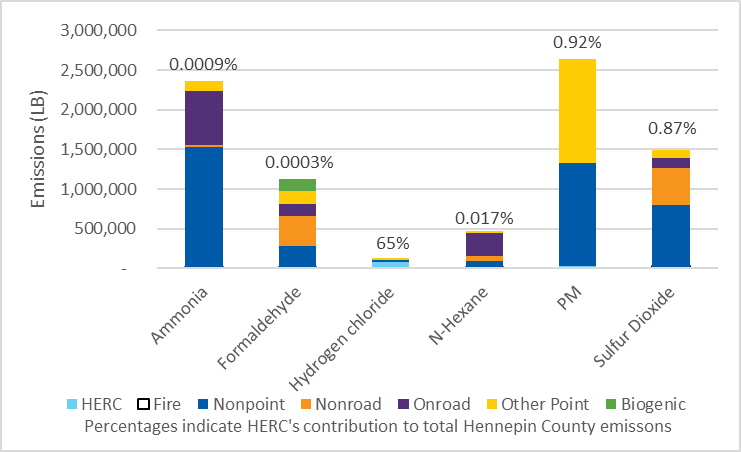 3,000,000
2,500,000
2,000,000
1,500,000
1,000,000
500,000
-
Emissions (LB)
0.0009%
0.0003%
65%
0.017%
0.92%
0.87%
Ammonia
Formaldehyde
Hydrogen chloride
N-Hexane
PM
Sulfur Dioxide
HERC Fire Nonpoint Nonroad Onroad Other Point Biogenic
Percentages indicate HERC's contribution to total Hennepin County emissons